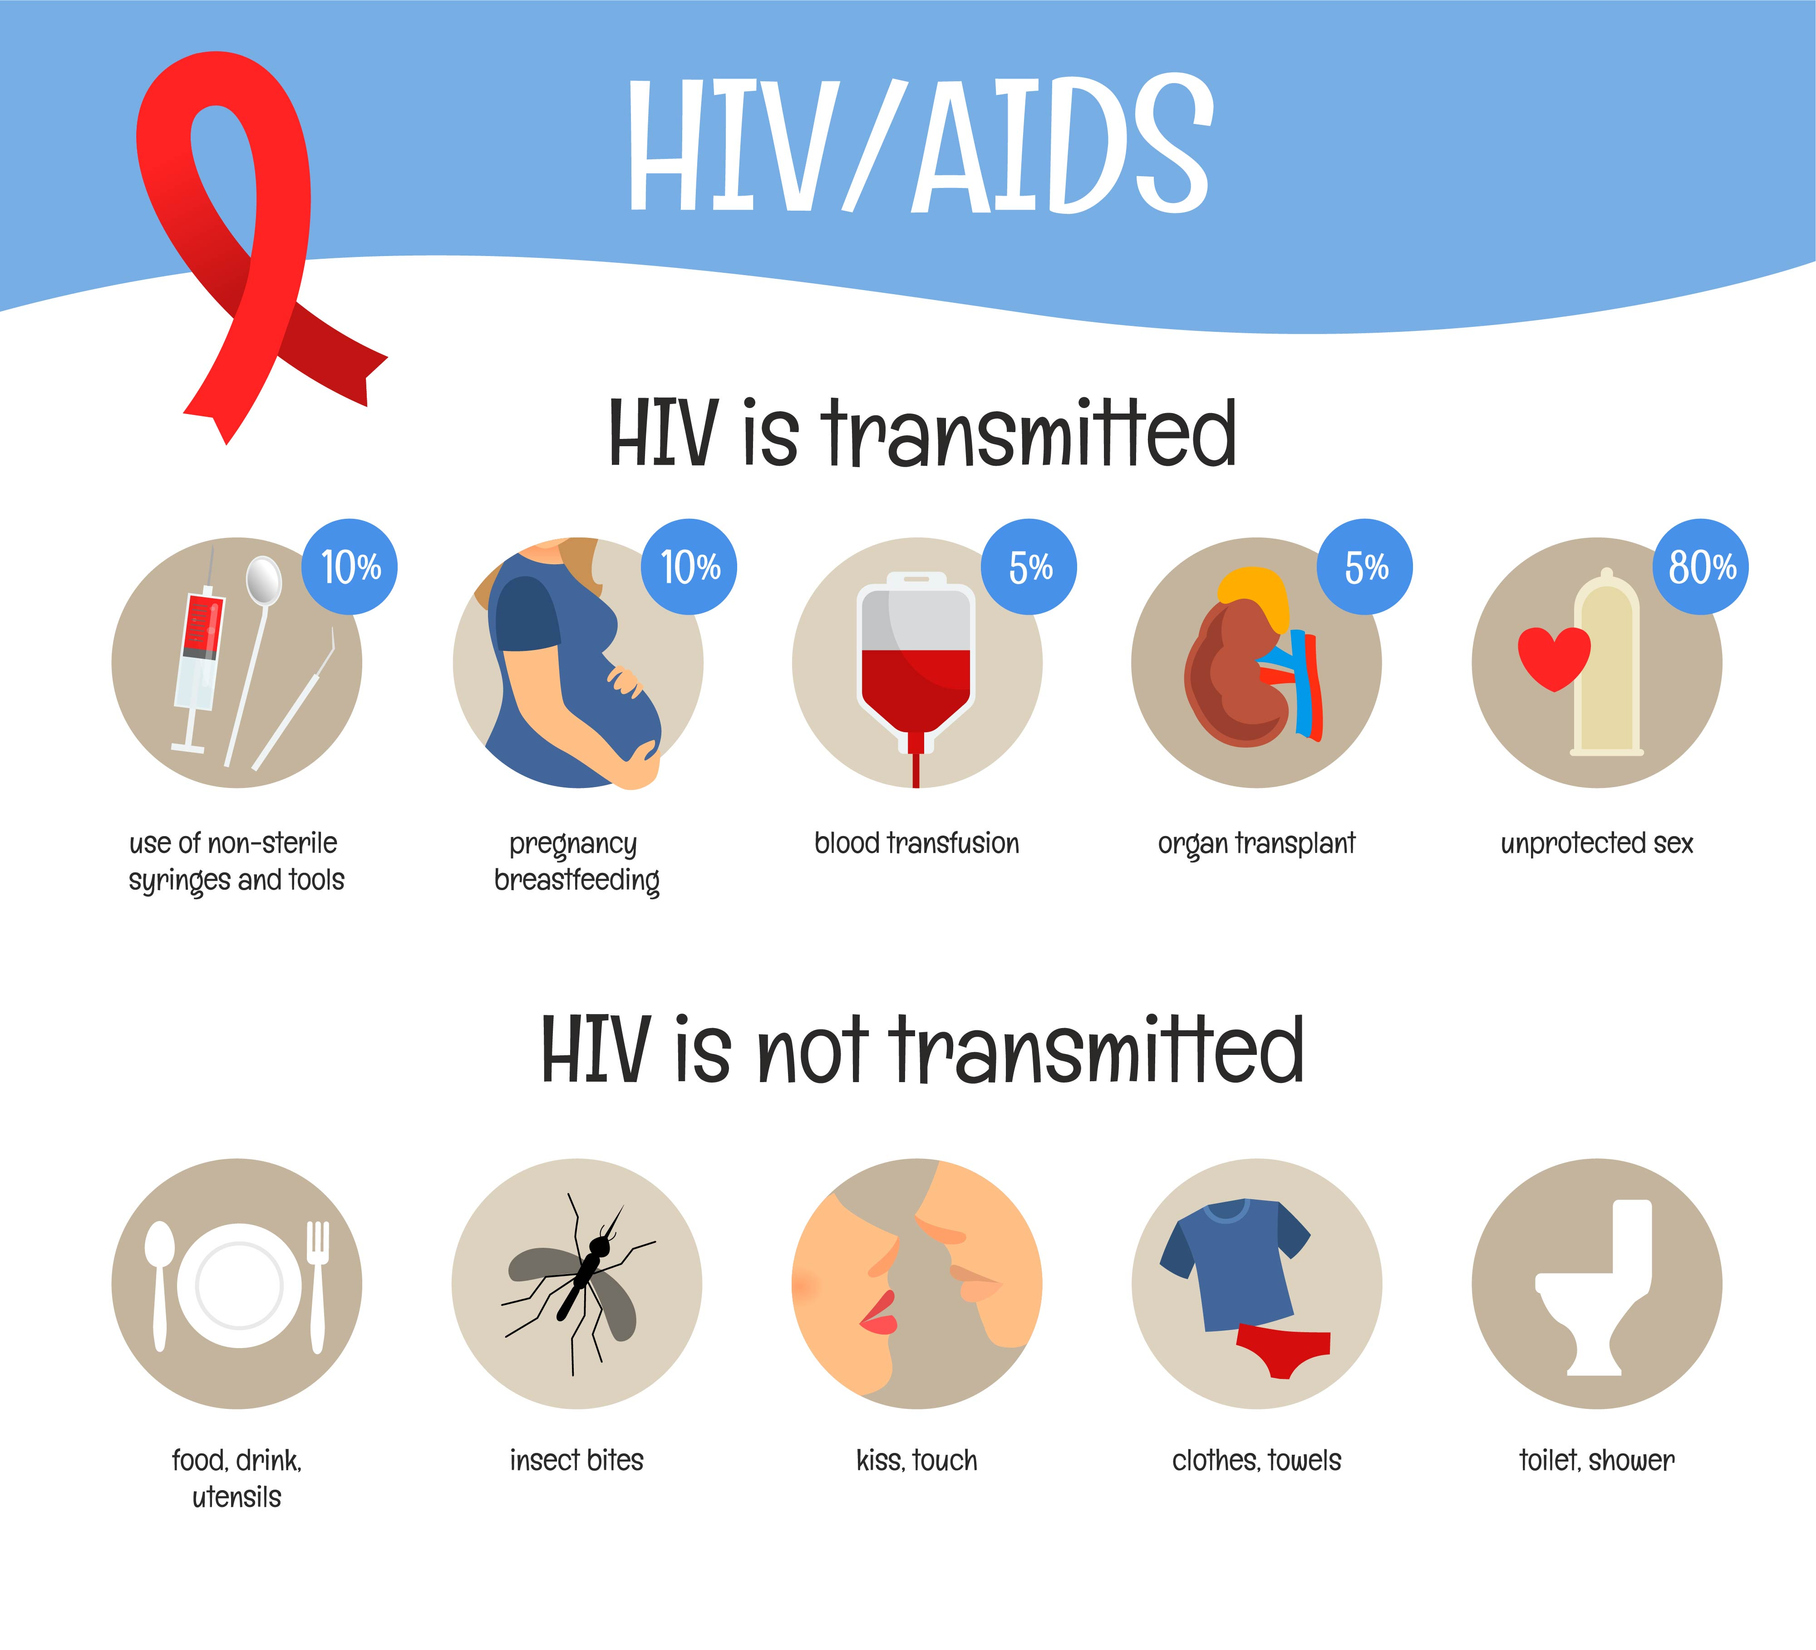 HIV/AIDS
HIV is transmitted
10%
10%
5%
5%
80%
use of non-sterile
syringes and tools
pregnancy
breastfeeding
blood transfusion
organ transplant
unprotected sex
HIV is not transmitted
food, drink,
utensils
insect bites
kiss, touch
clothes, towels
toilet, shower